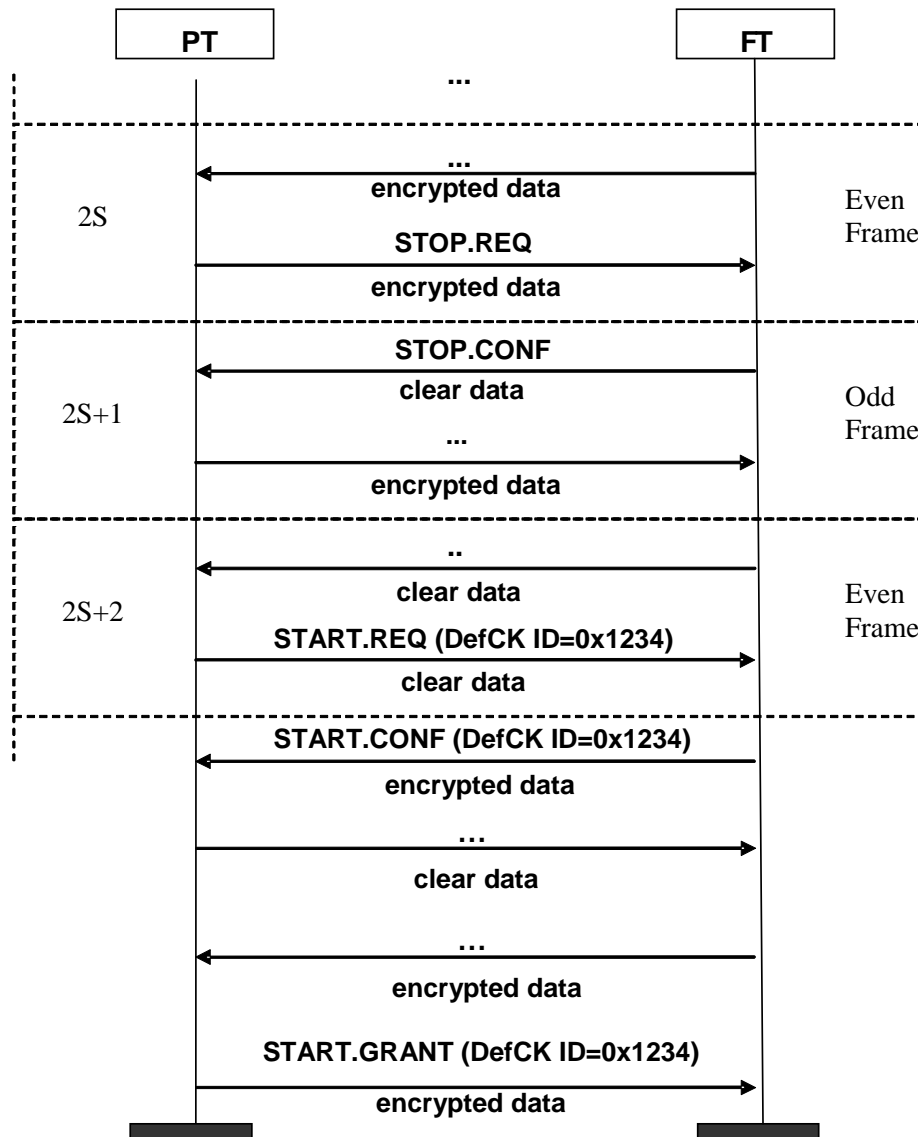 PT
FT
...
...
encrypted data
2S
Even
Frame
STOP.REQ
encrypted data
STOP.CONF
clear data
2S+1
Odd
Frame
...
encrypted data
..
clear data
2S+2
Even
Frame
START.REQ (DefCK ID=0x1234)
clear data
START.CONF (DefCK ID=0x1234)
encrypted data
...
clear data
...
encrypted data
START.GRANT (DefCK ID=0x1234)
encrypted data